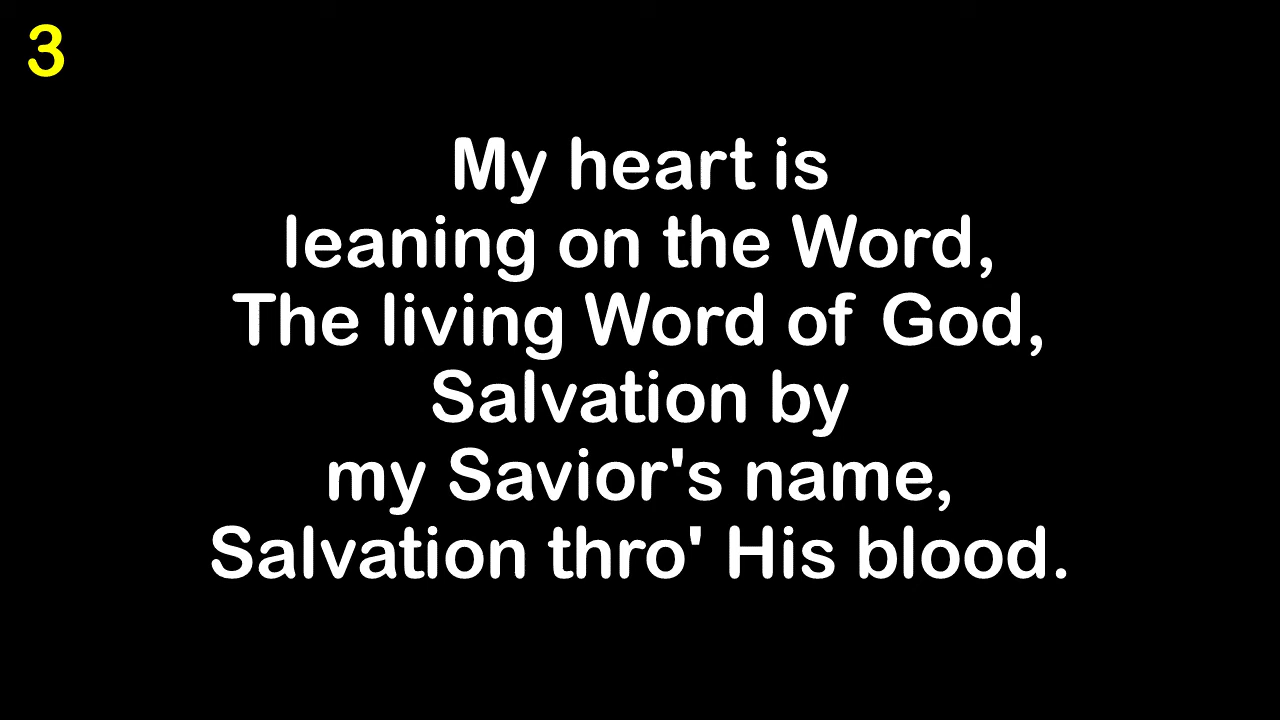 3
My heart is
leaning on the Word,
The living Word of God,
Salvation by
my Savior's name,
Salvation thro' His blood.